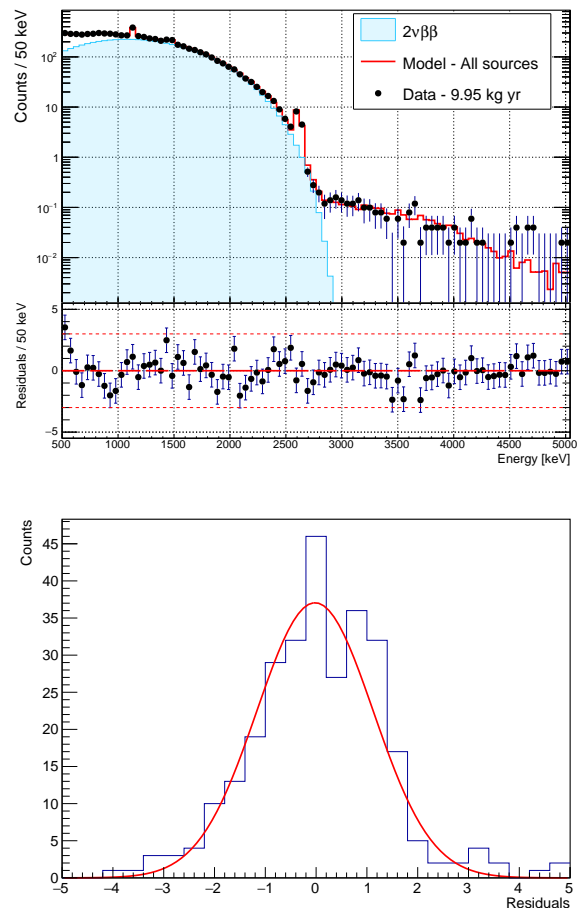 Counts / 50 keV
10²
10
1
10⁻¹
10⁻²
2νββ
Model - All sources
Data - 9.95 kg yr
Residuals / 50 keV
5
0
−5
500 1000 1500 2000 2500 3000 3500 4000 4500 5000
Energy [keV]
Counts
45
40
35
30
25
20
15
10
5
0
−5 −4 −3 −2 −1 0 1 2 3 4 5
Residuals